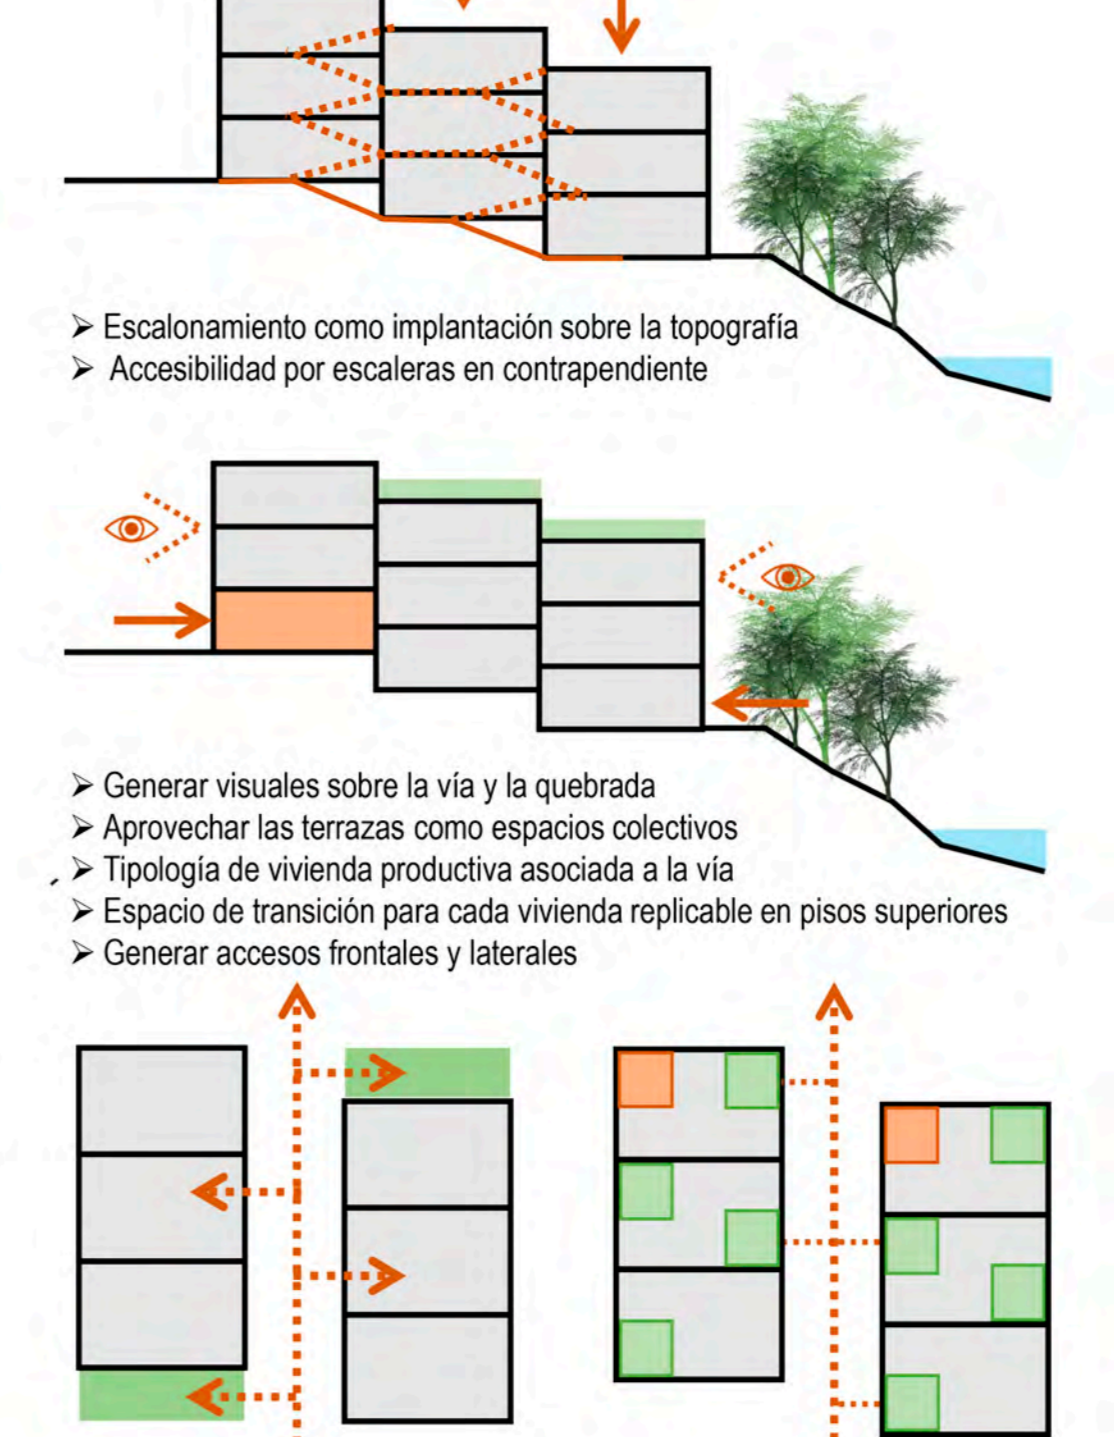 ➢ Escalonamiento como implantación sobre la topografía
➢ Accesibilidad por escaleras en contrapendiente
➢ Generar visuales sobre la vía y la quebrada
➢ Aprovechar las terrazas como espacios colectivos
➢ Tipología de vivienda productiva asociada a la vía
➢ Espacio de transición para cada vivienda replicable en pisos superiores
➢ Generar accesos frontales y laterales